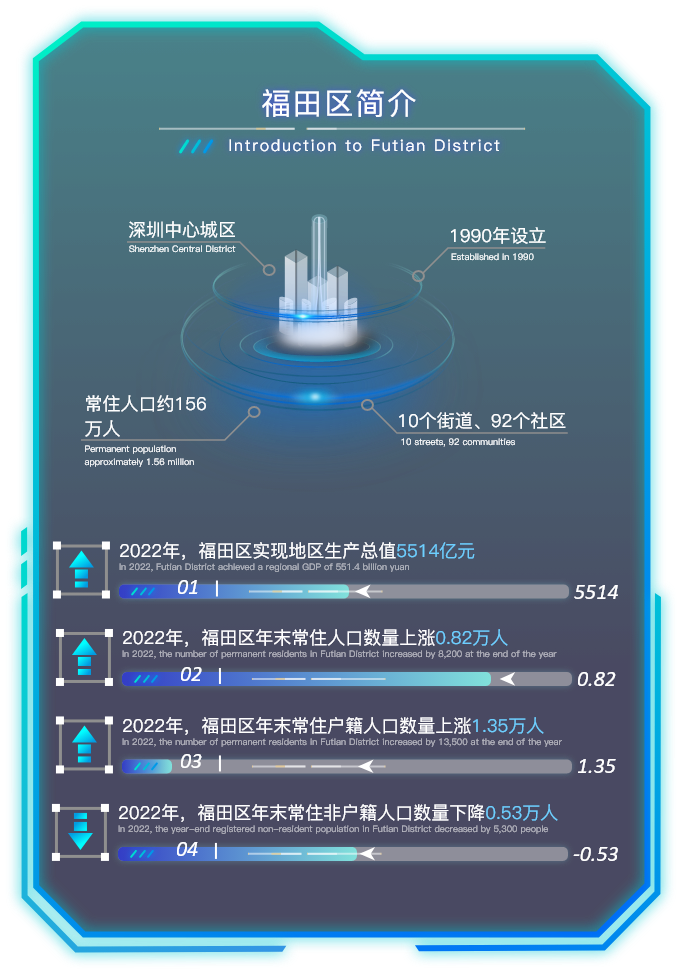 福田区简介
Introduction to Futian District
深圳中心城区
Shenzhen Central District
1990年设立
Established in 1990
常住人口约156
万人
Permanent population
approximately 1.56 million
10个街道、92个社区
10 streets, 92 communities
2022年，福田区实现地区生产总值5514亿元
In 2022, Futian District achieved a regional GDP of 551.4 billion yuan
01
5514
2022年，福田区年末常住人口数量上涨0.82万人
In 2022, the number of permanent residents in Futian District increased by 8,200 at the end of the year
02
0.82
2022年，福田区年末常住户籍人口数量上涨1.35万人
In 2022, the number of permanent residents in Futian District increased by 13,500 at the end of the year
03
1.35
2022年，福田区年末常住非户籍人口数量下降0.53万人
In 2022, the year-end registered non-resident population in Futian District decreased by 5,300 people
04
-0.53